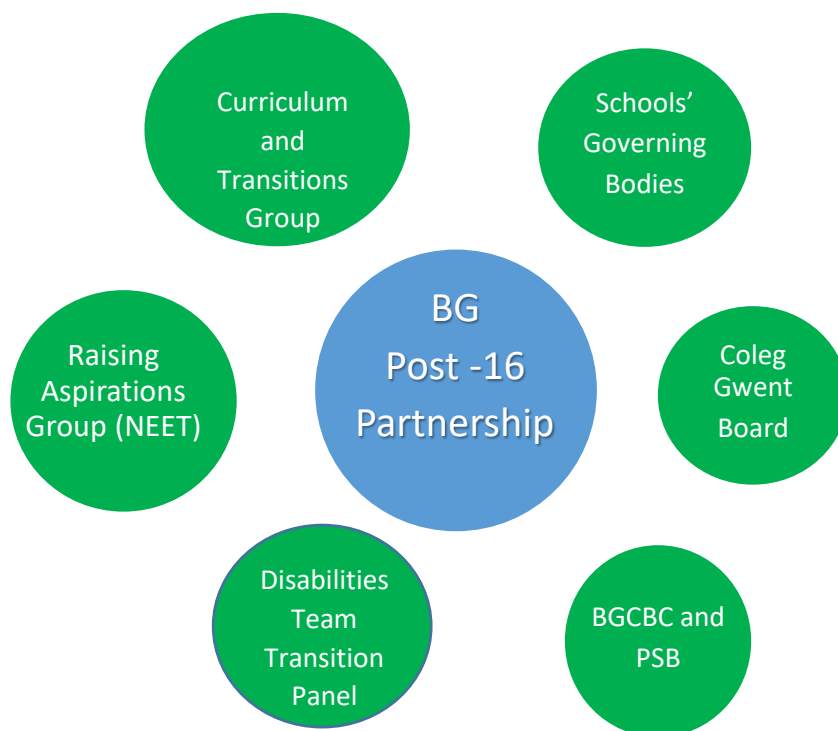 Curriculum
and
Transitions
Group
Schools’
Governing
Bodies
BG
Post -16
Partnership
Raising
Aspirations
Group (NEET)
Coleg
Gwent
Board
Disabilities
Team
Transition
Panel
BGCBC and
PSB